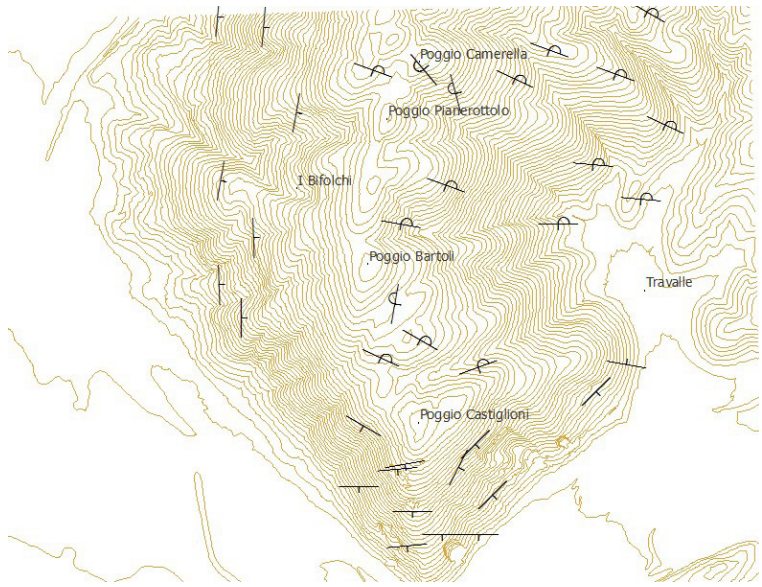 Poggio Camerella
Poggio Pianerottolo
I Bifolchi
Poggio Bartoli
Travalle
Poggio Castiglioni